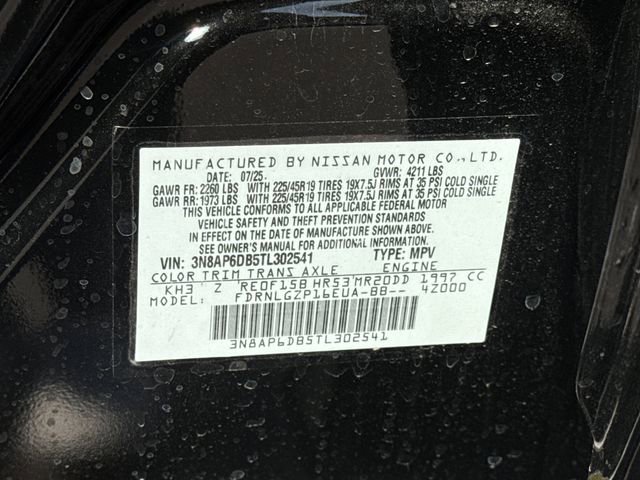 MANUFACTURED BY NISSAN MOTOR CO., LTD.
DATE: 07/25. GVWR: 4211 LBS
GAWR FR: 2260 LBS WITH 225/45R19 TIRES 19X7.5J RIMS AT 35 PSI COLD SINGLE
GAWR RR: 1973 LBS WITH 225/45R19 TIRES 19X7.5J RIMS AT 35 PSI COLD SINGLE
THIS VEHICLE CONFORMS TO ALL APPLICABLE FEDERAL MOTOR
VEHICLE SAFETY AND THEFT PREVENTION STANDARDS
IN EFFECT ON THE DATE OF MANUFACTURE SHOWN ABOVE.
SEE OWNER'S MANUAL FOR ADDITIONAL INFORMATION.
VIN: 3N8AP6DB5TL302541 TYPE: MPV
COLOR TRIM TRANS AXLE ENGINE
KH3 Z RE0F15B HR53 MR20DD 1997 CC
MODEL: FDRNLGZP16EUA-BB-- 4Z000
3N8AP6DB5TL302541